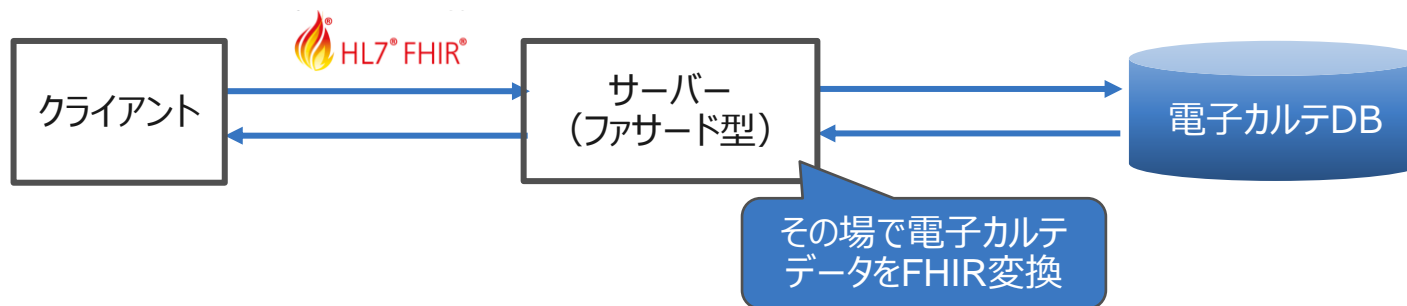 HL7® FHIR®
クライアント
サーバー
（ファサード型）
電子カルテDB
その場で電子カルテ
データをFHIR変換